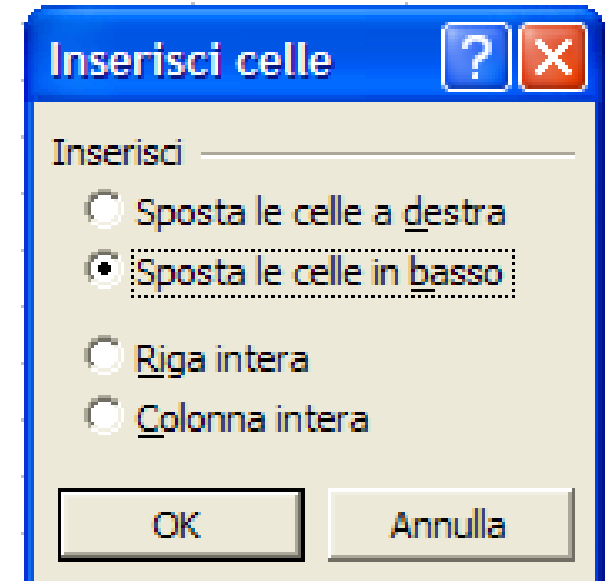 Inserisci celle ?
Inserisci
Sposta le celle a destra
Sposta le celle in basso
Riga intera
Colonna intera
OK Annulla